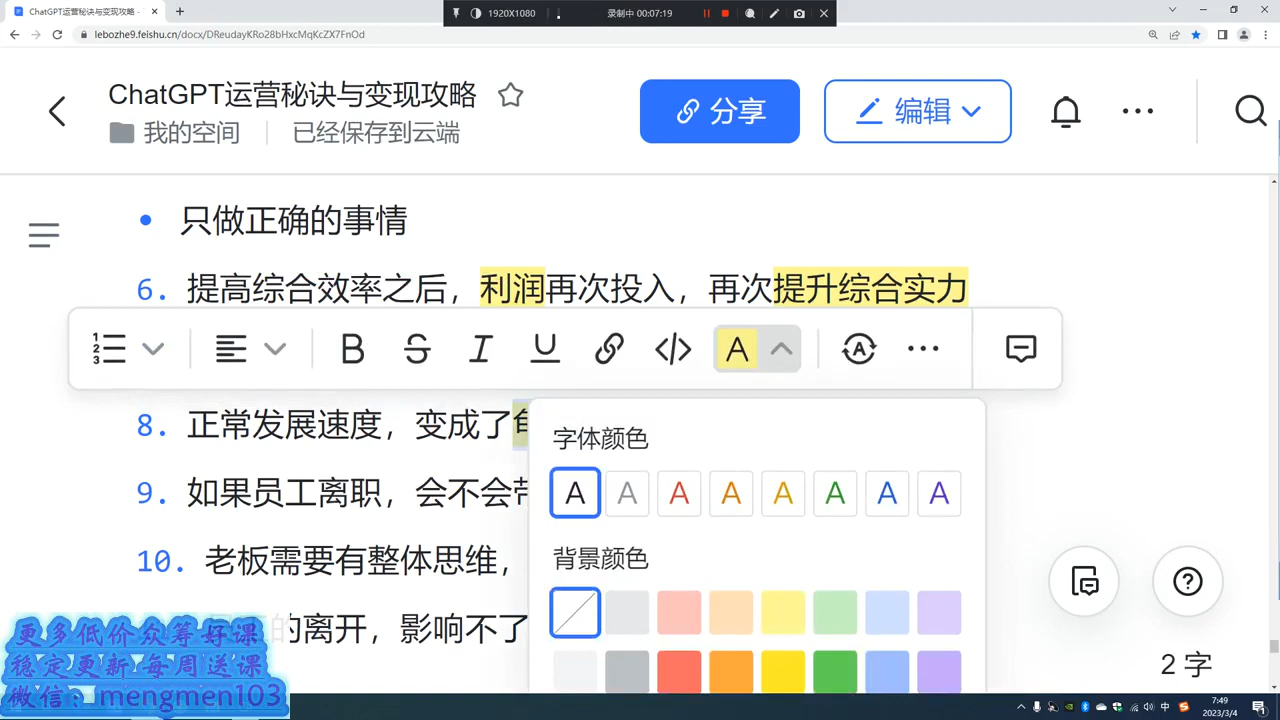 ChatGPT运营秘诀与变现攻略 -
1920X1080
录制中 00:07:19
lebozhe9.feishu.cn/docx/DReudayKRo28bHxcMqKcZX7FnOd
ChatGPT运营秘诀与变现攻略
分享
编辑
我的空间
已经保存到云端
• 只做正确的事情
6. 提高综合效率之后，利润再次投入，再次提升综合实力
B S I U </> A
8. 正常发展速度，变成了
字体颜色
A A A A A A A A
9. 如果员工离职，会不会
背景颜色
10. 老板需要有整体思维，
的离开，影响不了
更多低价众筹好课
稳定更新 每周送课
微信：mengmen103
2 字
中
7:49
2023/3/4